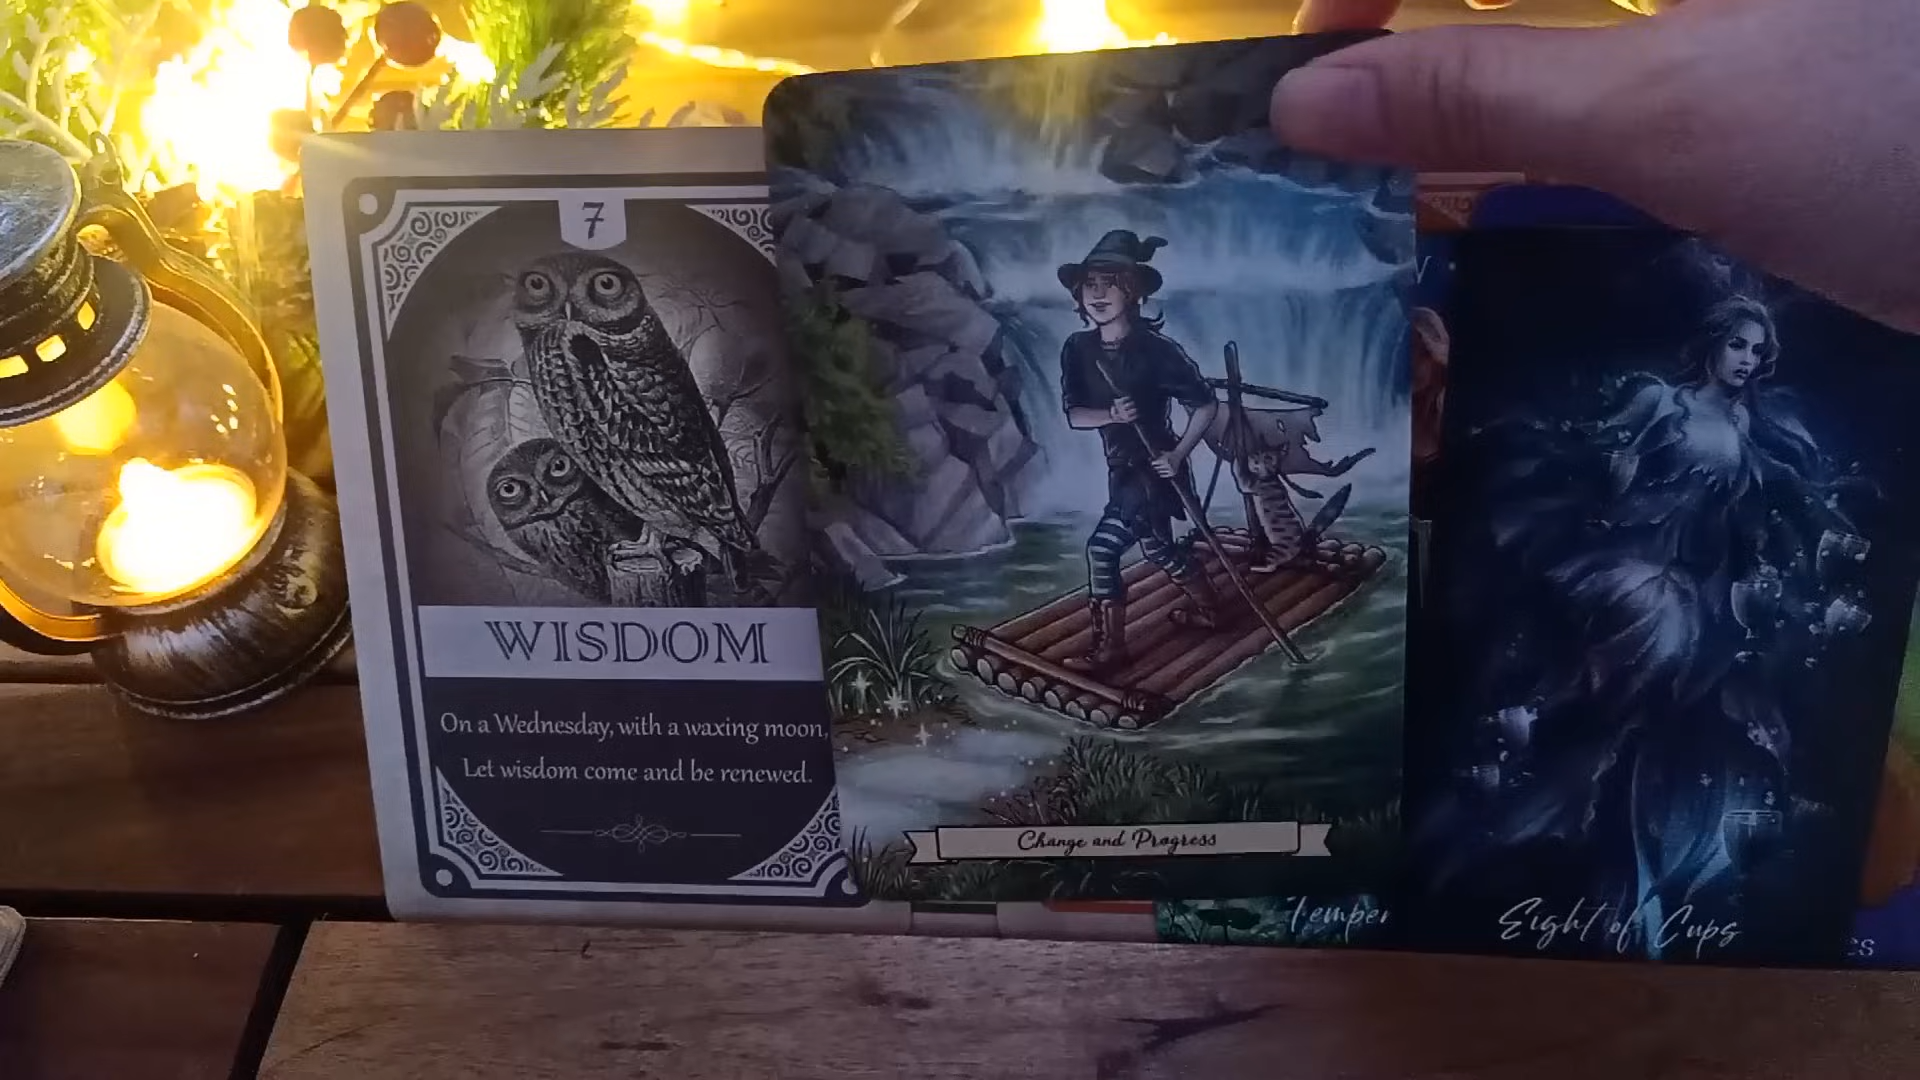 7
WISDOM
On a Wednesday, with a waxing moon,
Let wisdom come and be renewed.
Change and Progress
Temper
Eight of Cups
es